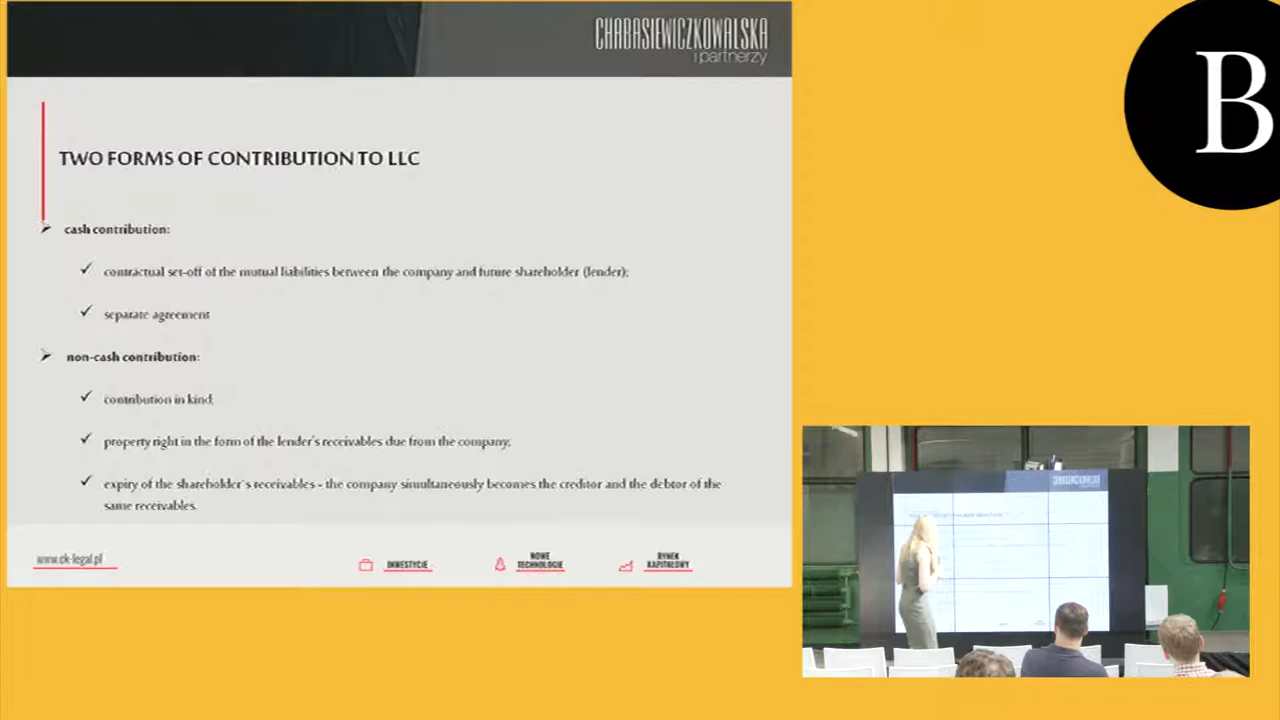 CHABASIEWICZKOWALSKA
i partnerzy
B
TWO FORMS OF CONTRIBUTION TO LLC
cash contribution:
contractual set-off of the mutual liabilities between the company and future shareholder (lender);
separate agreement
non-cash contribution:
contribution in kind;
property right in the form of the lender's receivables due from the company;
expiry of the shareholder's receivables - the company simultaneously becomes the creditor and the debtor of the
same receivables.
www.ck-legal.pl
INWESTYCJE
NOWE
TECHNOLOGIE
RYNEK
KAPITAŁOWY
CHABASIEWICZKOWALSKA